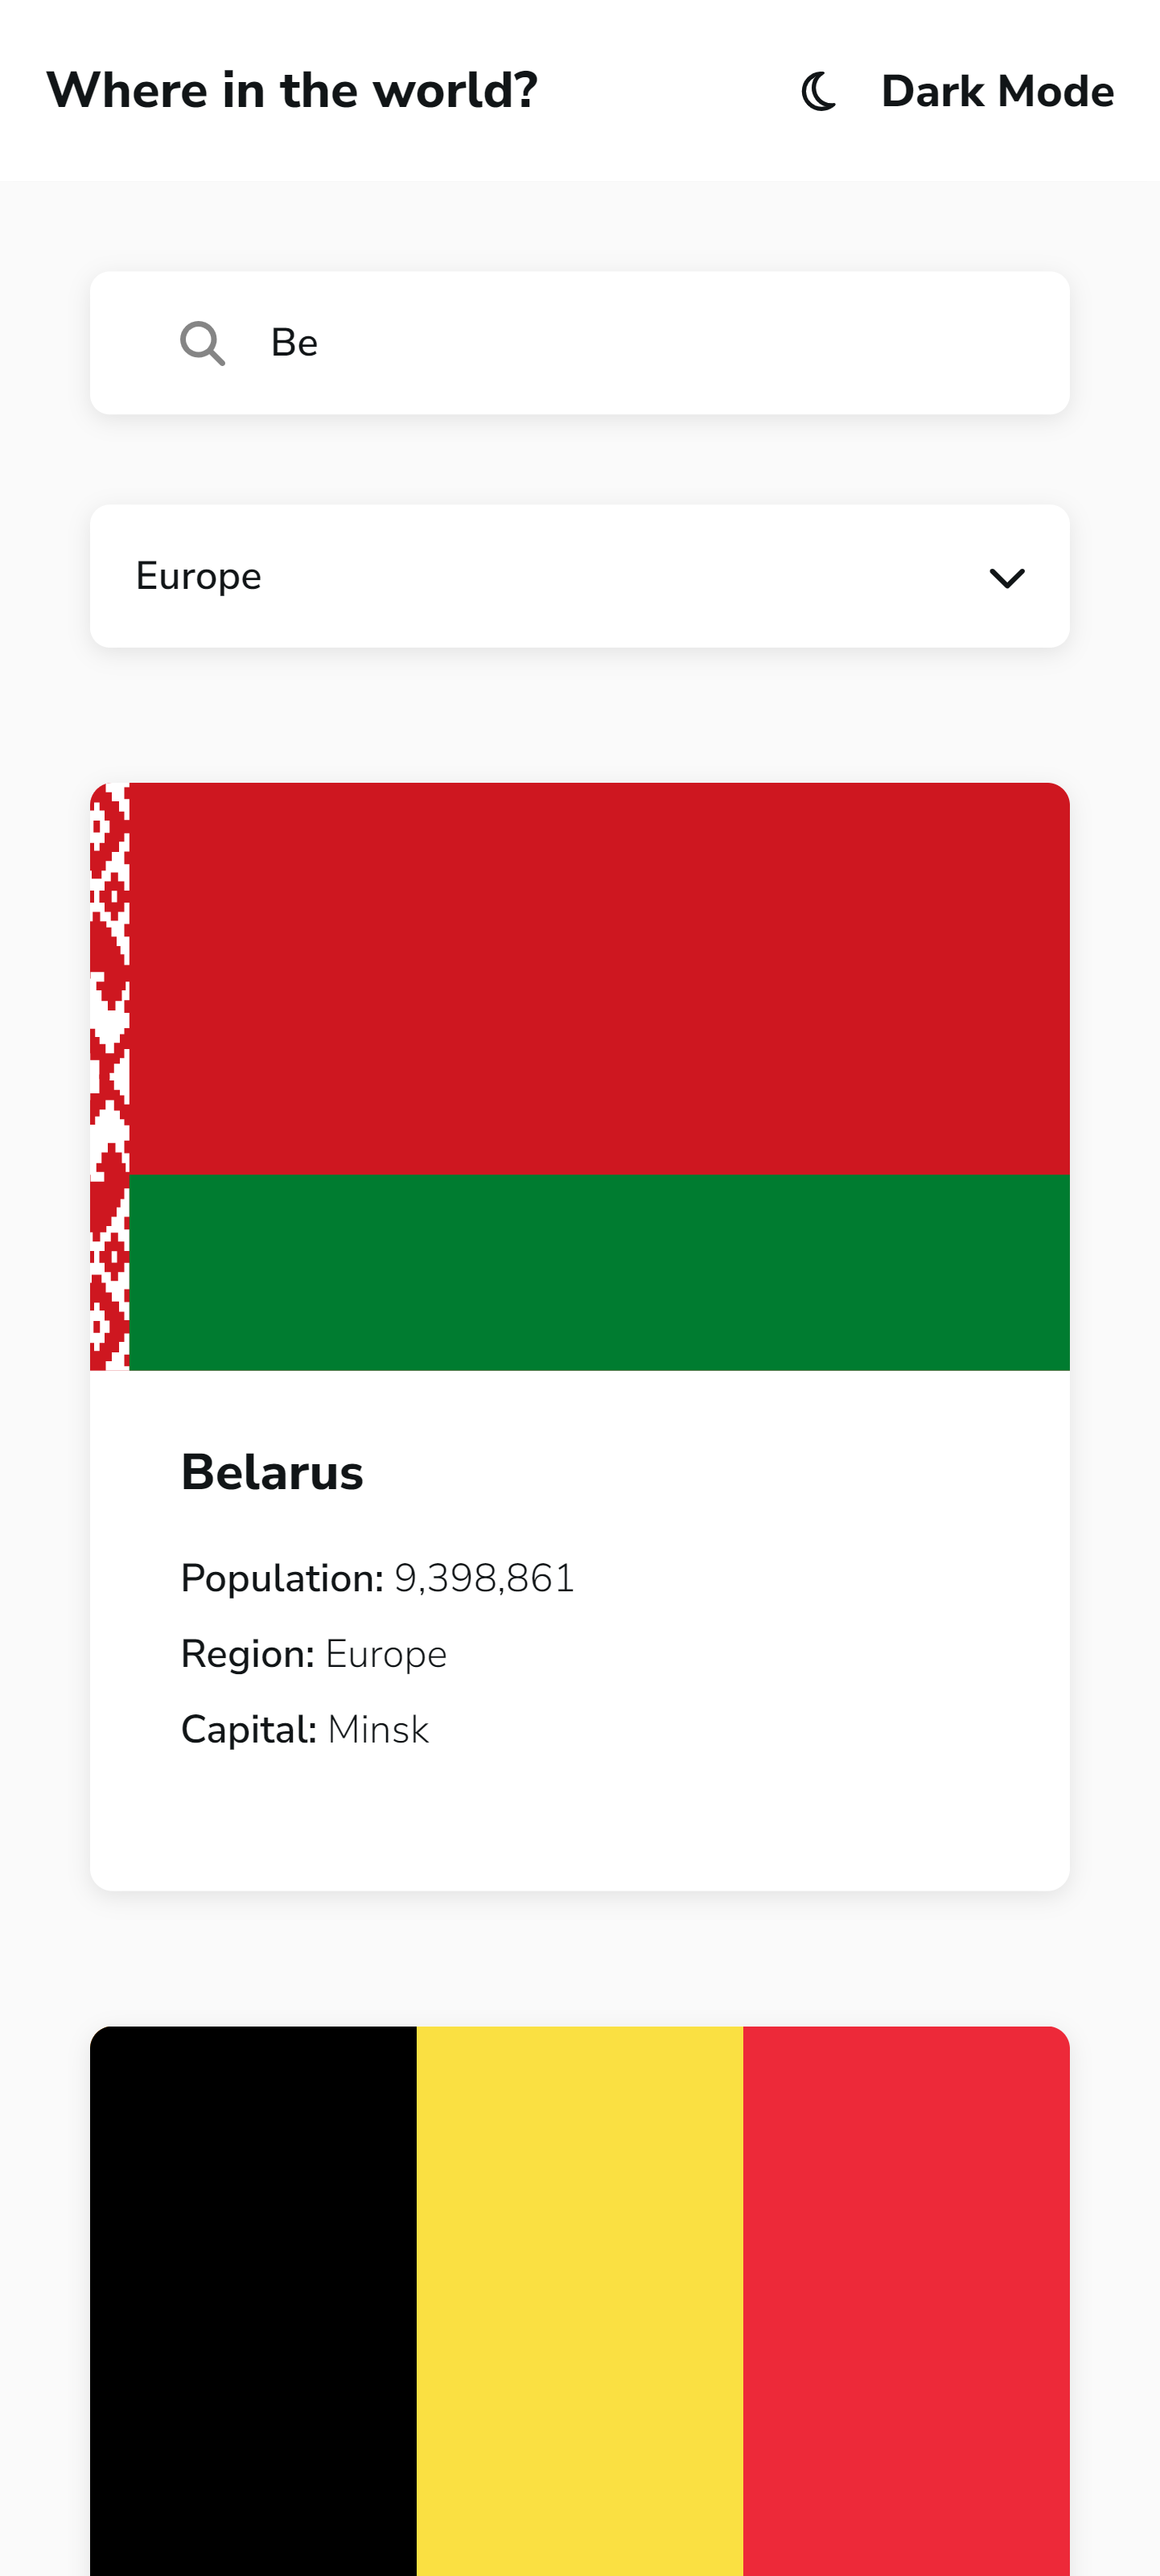 Where in the world?
Dark Mode
Be
Europe
Belarus
Population: 9,398,861
Region: Europe
Capital: Minsk